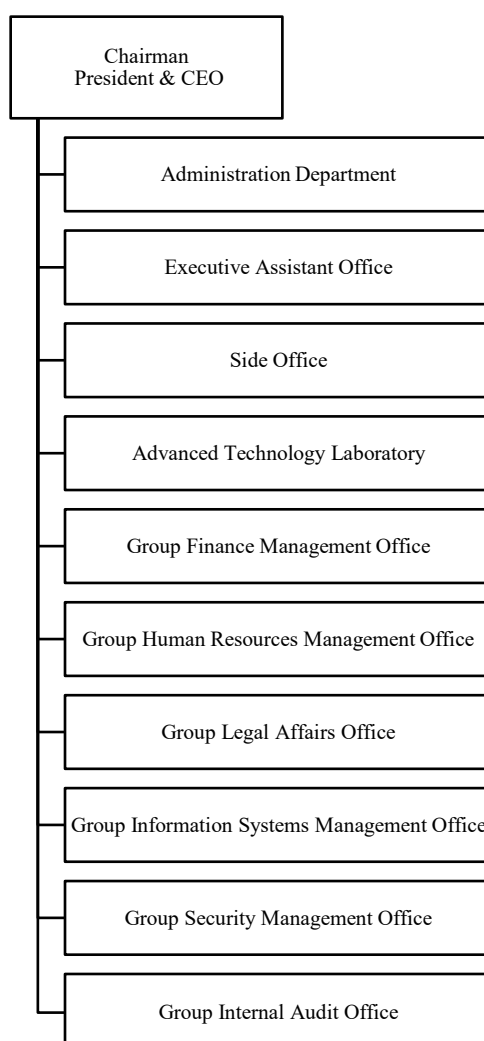 Chairman
President & CEO
Administration Department
Executive Assistant Office
Side Office
Advanced Technology Laboratory
Group Finance Management Office
Group Human Resources Management Office
Group Legal Affairs Office
Group Information Systems Management Office
Group Security Management Office
Group Internal Audit Office